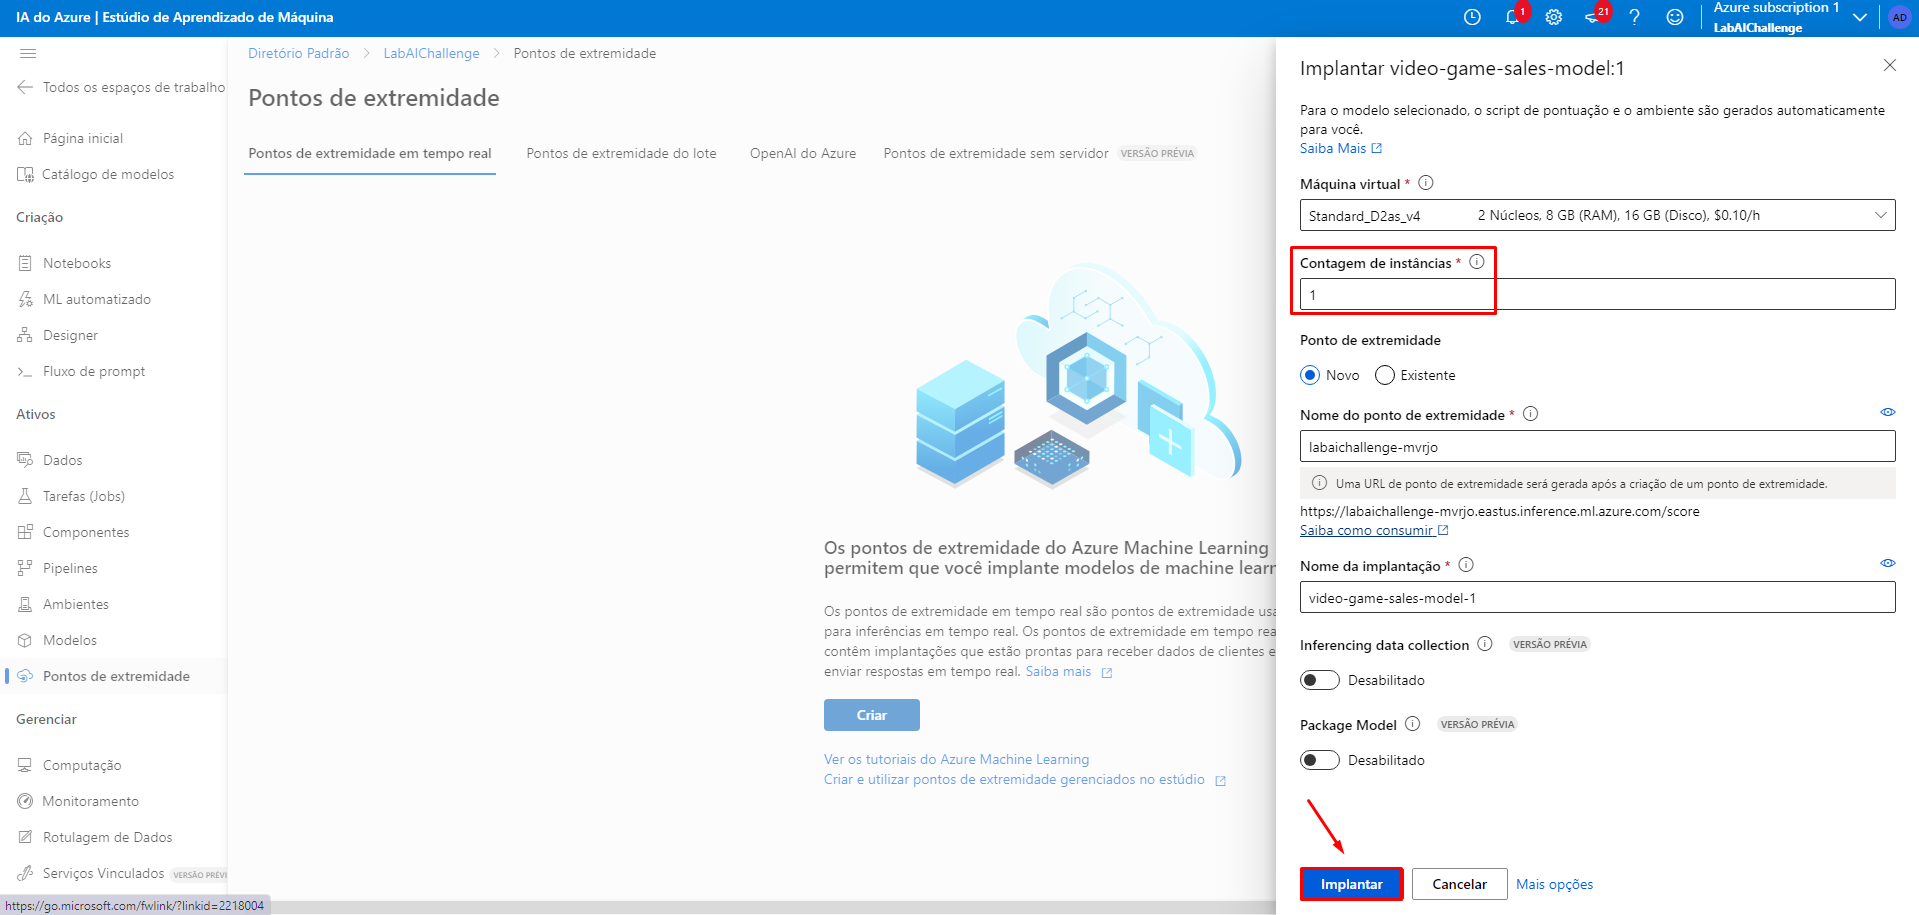 IA do Azure | Estúdio de Aprendizado de Máquina
1
21
Azure subscription 1
LabAIChallenge
AD
Todos os espaços de trabalho
Página inicial
Catálogo de modelos
Criação
Notebooks
ML automatizado
Designer
Fluxo de prompt
Ativos
Dados
Tarefas (Jobs)
Componentes
Pipelines
Ambientes
Modelos
Pontos de extremidade
Gerenciar
Computação
Monitoramento
Rotulagem de Dados
Serviços Vinculados VERSÃO PRÉVI
https://go.microsoft.com/fwlink/?linkid=2218004
Diretório Padrão > LabAIChallenge > Pontos de extremidade
Pontos de extremidade
Pontos de extremidade em tempo real
Pontos de extremidade do lote
OpenAI do Azure
Pontos de extremidade sem servidor VERSÃO PRÉVIA
Os pontos de extremidade do Azure Machine Learning
permitem que você implante modelos de machine learn
Os pontos de extremidade em tempo real são pontos de extremidade usa
para inferências em tempo real. Os pontos de extremidade em tempo rea
contêm implantações que estão prontas para receber dados de clientes e
enviar respostas em tempo real. Saiba mais
Criar
Ver os tutoriais do Azure Machine Learning
Criar e utilizar pontos de extremidade gerenciados no estúdio
Implantar video-game-sales-model:1
Para o modelo selecionado, o script de pontuação e o ambiente são gerados automaticamente
para você.
Saiba Mais
Máquina virtual *
Standard_D2as_v4 2 Núcleos, 8 GB (RAM), 16 GB (Disco), $0.10/h
Contagem de instâncias *
1
Ponto de extremidade
Novo
Existente
Nome do ponto de extremidade *
labaichallenge-mvrjo
Uma URL de ponto de extremidade será gerada após a criação de um ponto de extremidade.
https://labaichallenge-mvrjo.eastus.inference.ml.azure.com/score
Saiba como consumir
Nome da implantação *
video-game-sales-model-1
Inferencing data collection VERSÃO PRÉVIA
Desabilitado
Package Model VERSÃO PRÉVIA
Desabilitado
Implantar
Cancelar
Mais opções